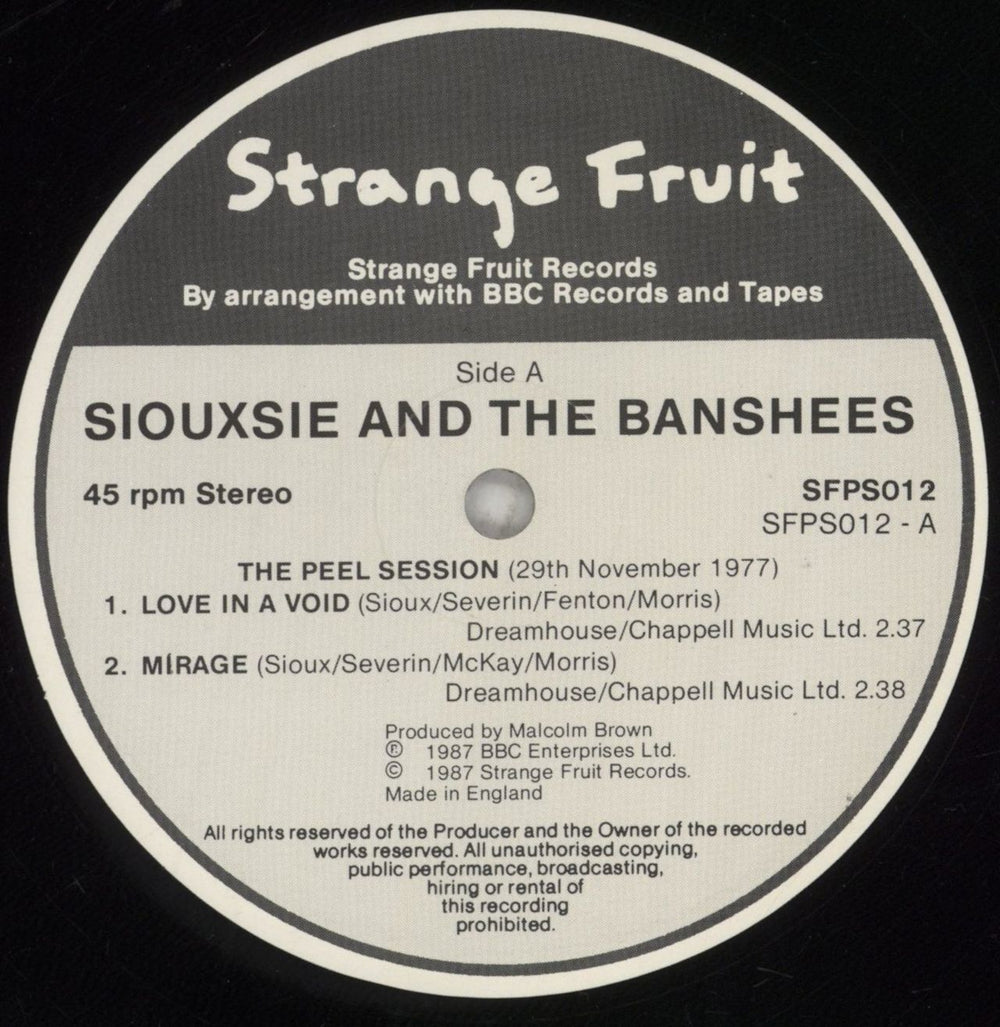 Strange Fruit
Strange Fruit Records
By arrangement with BBC Records and Tapes
Side A
SIOUXSIE AND THE BANSHEES
45 rpm Stereo
SFPS012
SFPS012 - A
THE PEEL SESSION (29th November 1977)
1. LOVE IN A VOID (Sioux/Severin/Fenton/Morris)
Dreamhouse/Chappell Music Ltd. 2.37
2. MIRAGE (Sioux/Severin/McKay/Morris)
Dreamhouse/Chappell Music Ltd. 2.38
Produced by Malcolm Brown
℗ 1987 BBC Enterprises Ltd.
© 1987 Strange Fruit Records.
Made in England
All rights reserved of the Producer and the Owner of the recorded
works reserved. All unauthorised copying,
public performance, broadcasting,
hiring or rental of
this recording
prohibited.